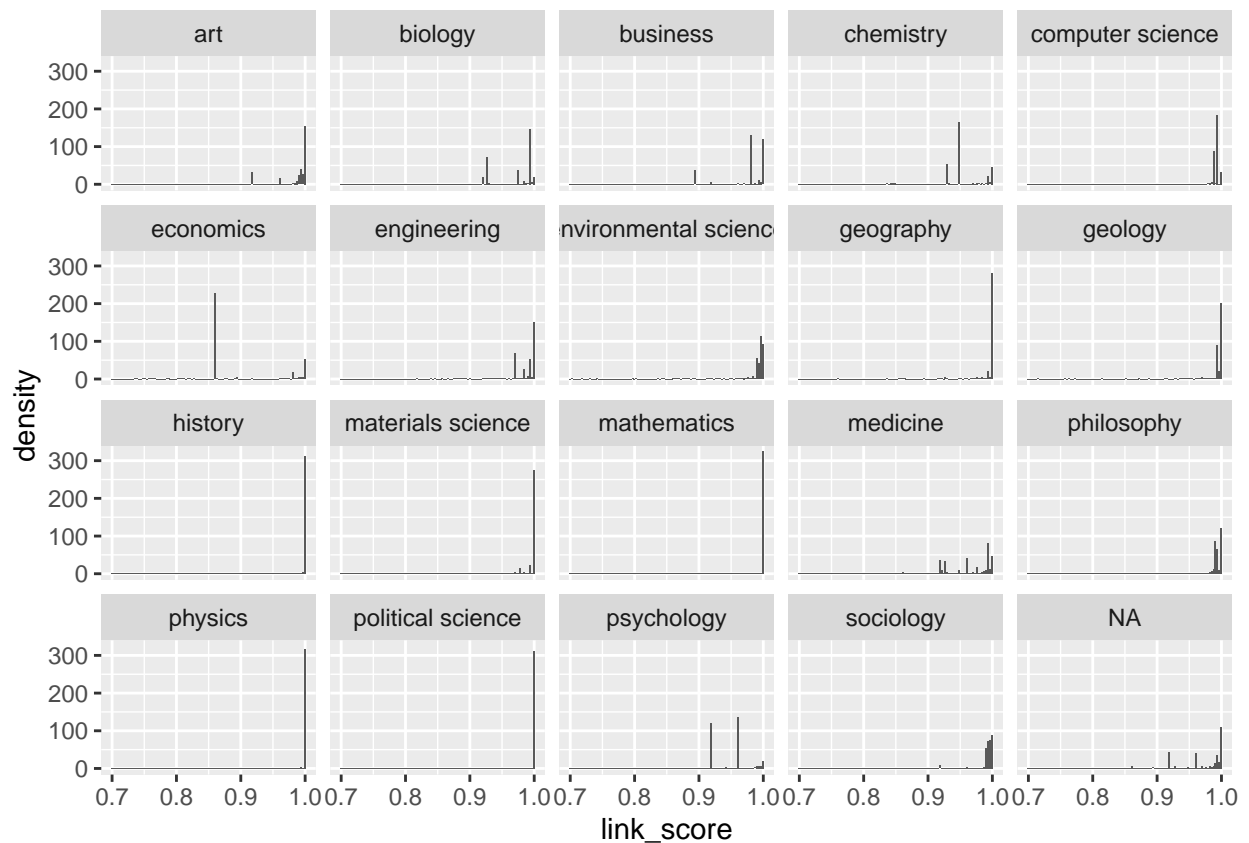 art biology business chemistry computer science
300
200
100
0
economics engineering nvironmental scienc geography geology
300
200
100
0
density
history materials science mathematics medicine philosophy
300
200
100
0
physics political science psychology sociology NA
300
200
100
0
0.7 0.8 0.9 1.0 0.7 0.8 0.9 1.0 0.7 0.8 0.9 1.0 0.7 0.8 0.9 1.0 0.7 0.8 0.9 1.0
link_score